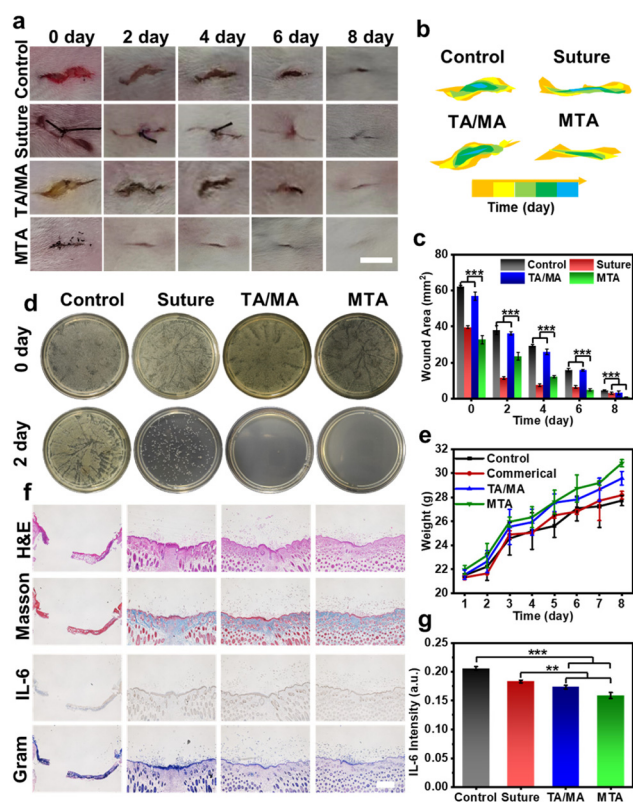 a
0 day 2 day 4 day 6 day 8 day
Control
Suture
TA/MA
MTA
b
Control Suture
TA/MA MTA
Time (day)
c
Wound Area (mm²)
80
60
40
20
0
Control Suture
TA/MA MTA
*** *** *** *** ***
0 2 4 6 8
Time (day)
d
Control Suture TA/MA MTA
0 day
2 day
e
Weight (g)
32
30
28
26
24
22
20
Control
Commerical
TA/MA
MTA
1 2 3 4 5 6 7 8
Time (day)
f
H&E
Masson
IL-6
Gram
g
IL-6 Intensity (a.u.)
0.25
0.20
0.15
0.10
0.05
0.00
***
**
Control Suture TA/MA MTA